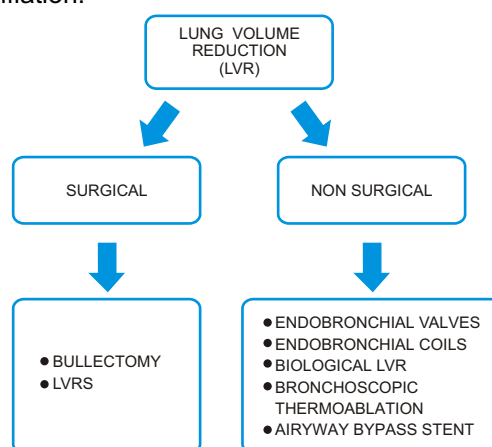 LUNG VOLUME
REDUCTION
(LVR)
SURGICAL
NON SURGICAL
● BULLECTOMY
● LVRS
● ENDOBRONCHIAL VALVES
● ENDOBRONCHIAL COILS
● BIOLOGICAL LVR
● BRONCHOSCOPIC
THERMOABLATION
● AIRYWAY BYPASS STENT